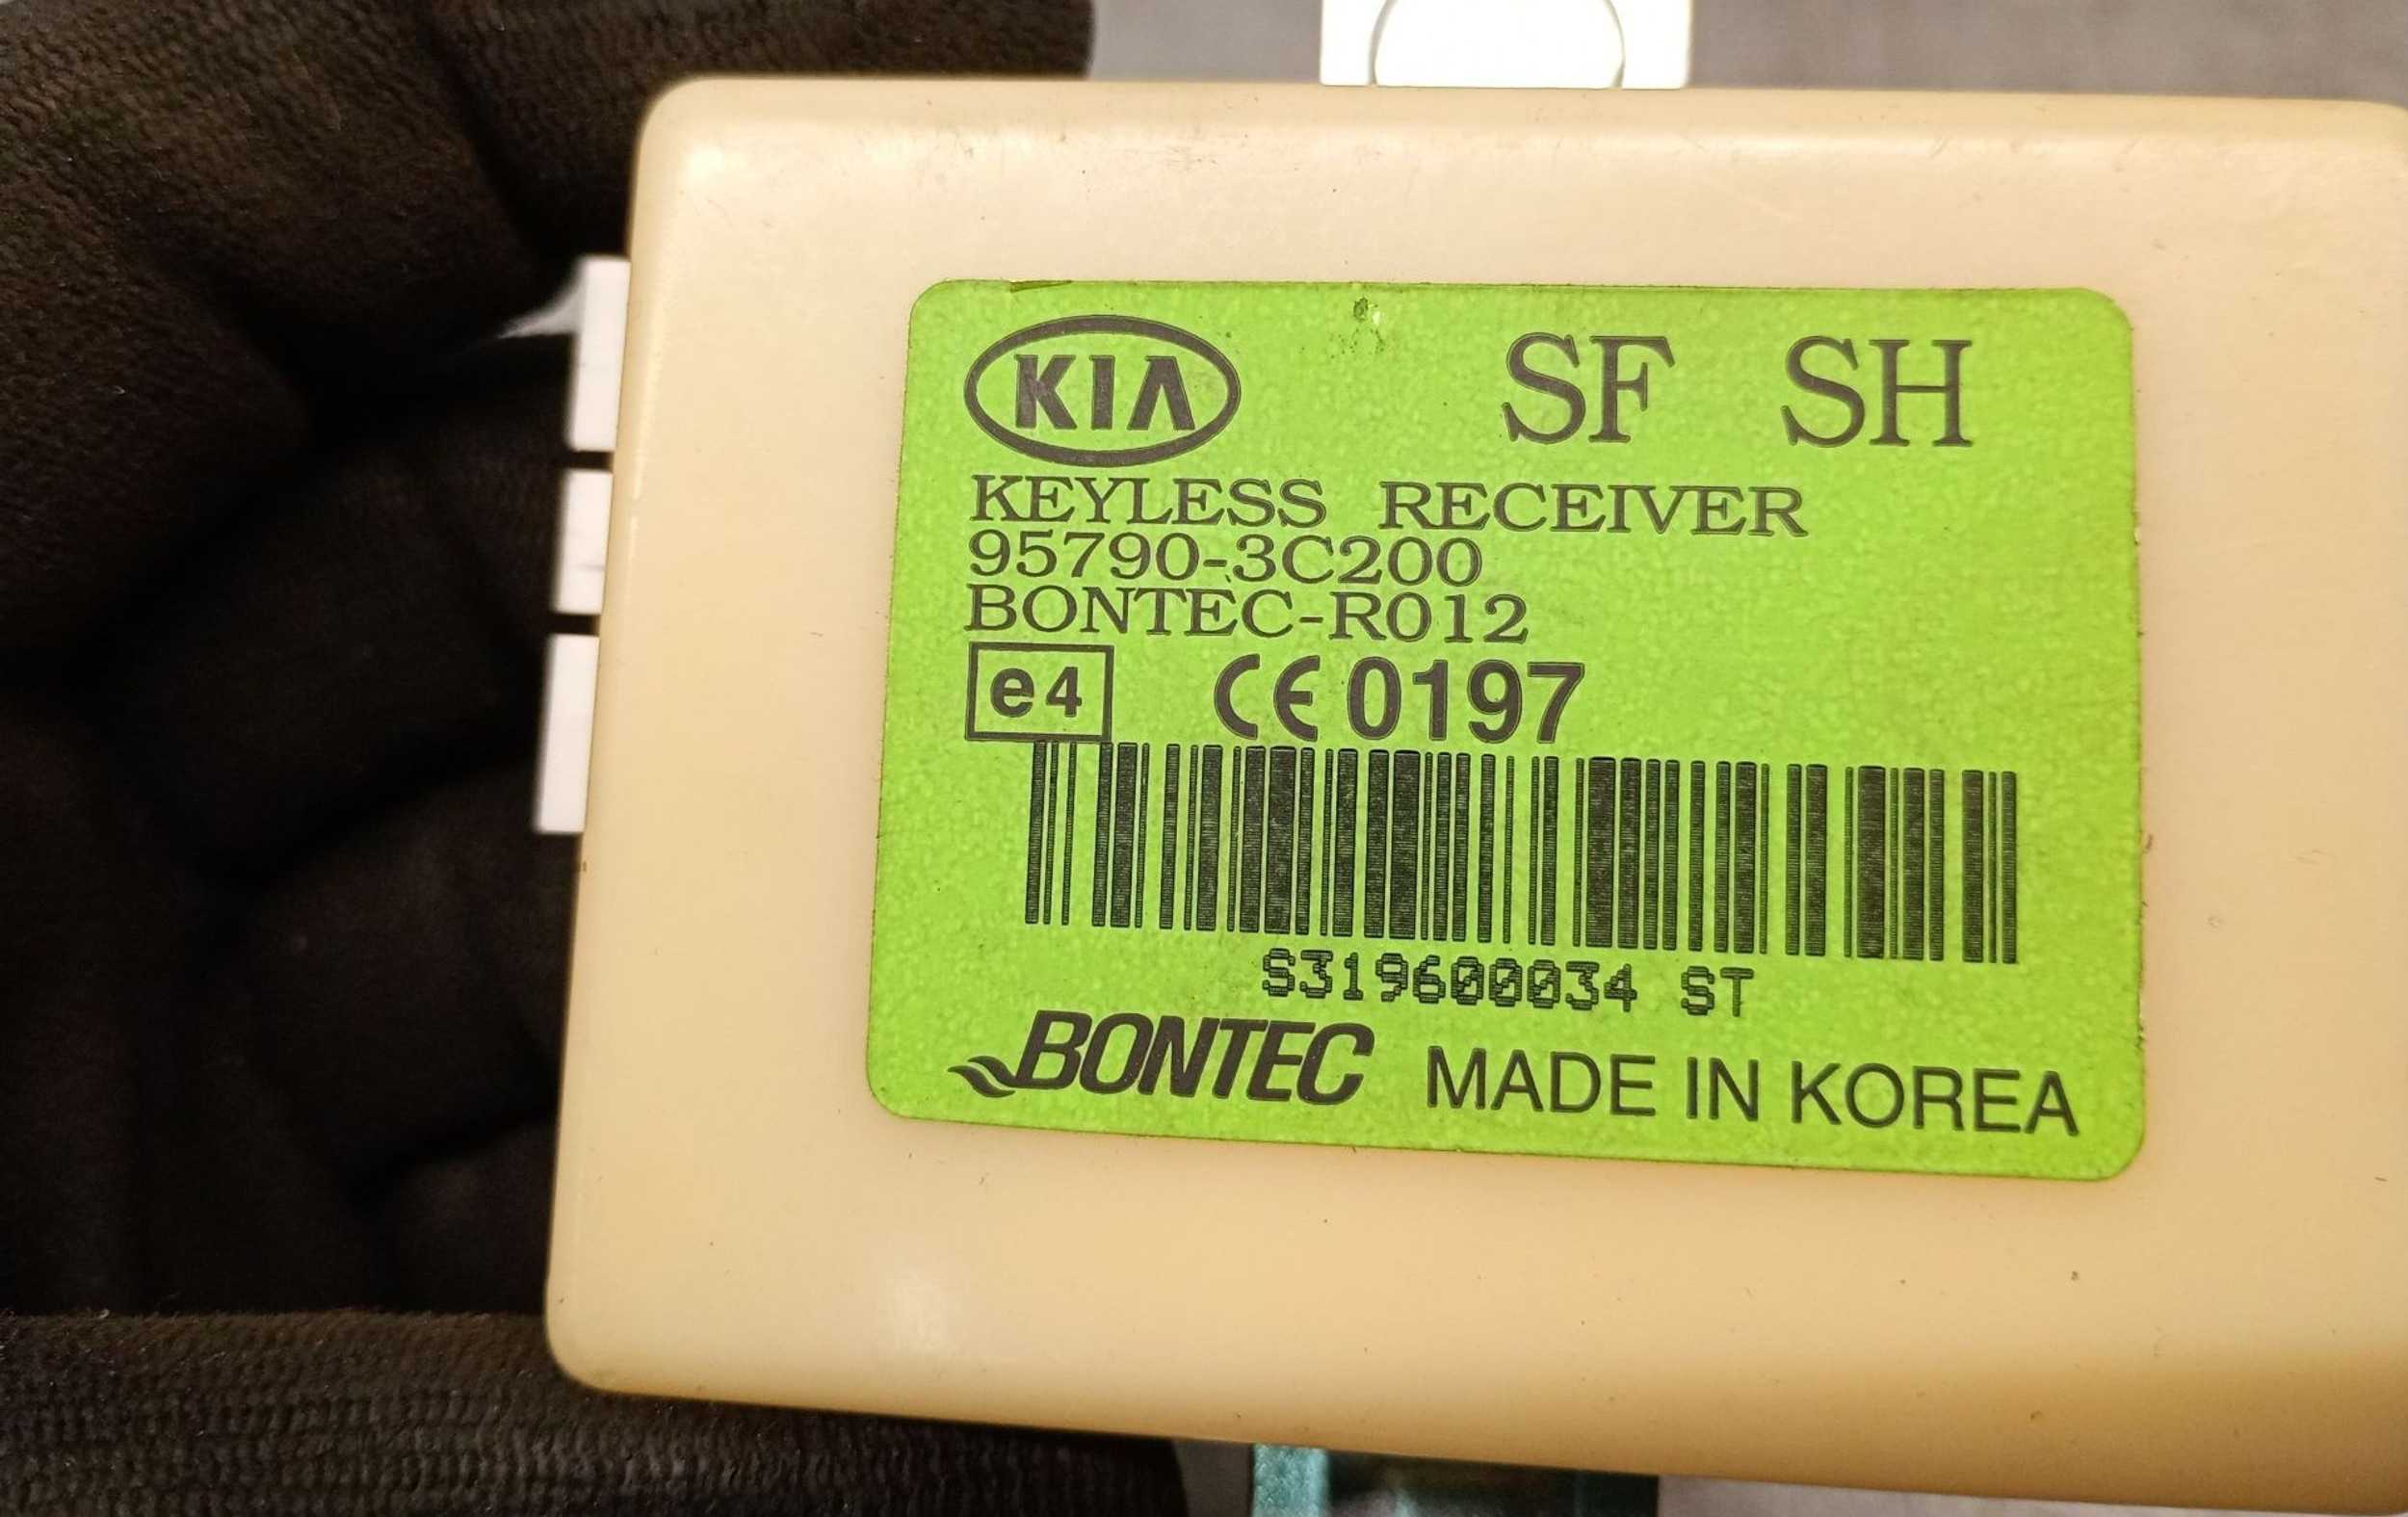 KIA SF SH
KEYLESS RECEIVER
95790-3C200
BONTEC-R012
e4 CE 0197
S319600034 ST
BONTEC MADE IN KOREA